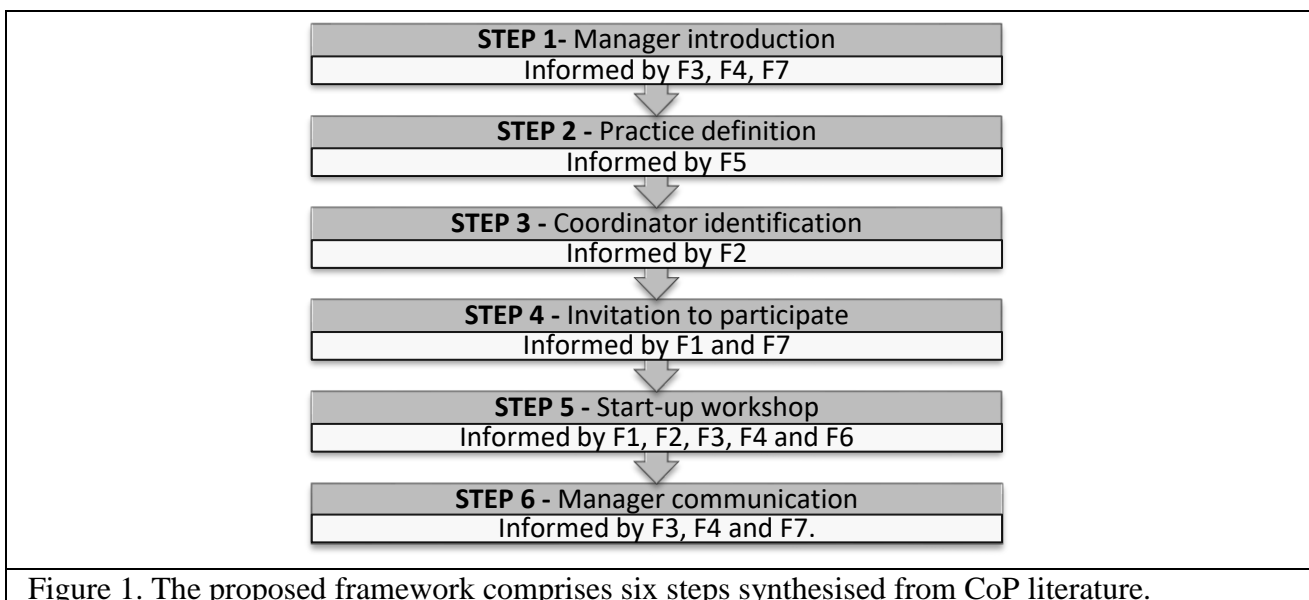 STEP 1- Manager introduction
Informed by F3, F4, F7
STEP 2 - Practice definition
Informed by F5
STEP 3 - Coordinator identification
Informed by F2
STEP 4 - Invitation to participate
Informed by F1 and F7
STEP 5 - Start-up workshop
Informed by F1, F2, F3, F4 and F6
STEP 6 - Manager communication
Informed by F3, F4 and F7.
Figure 1. The proposed framework comprises six steps synthesised from CoP literature.